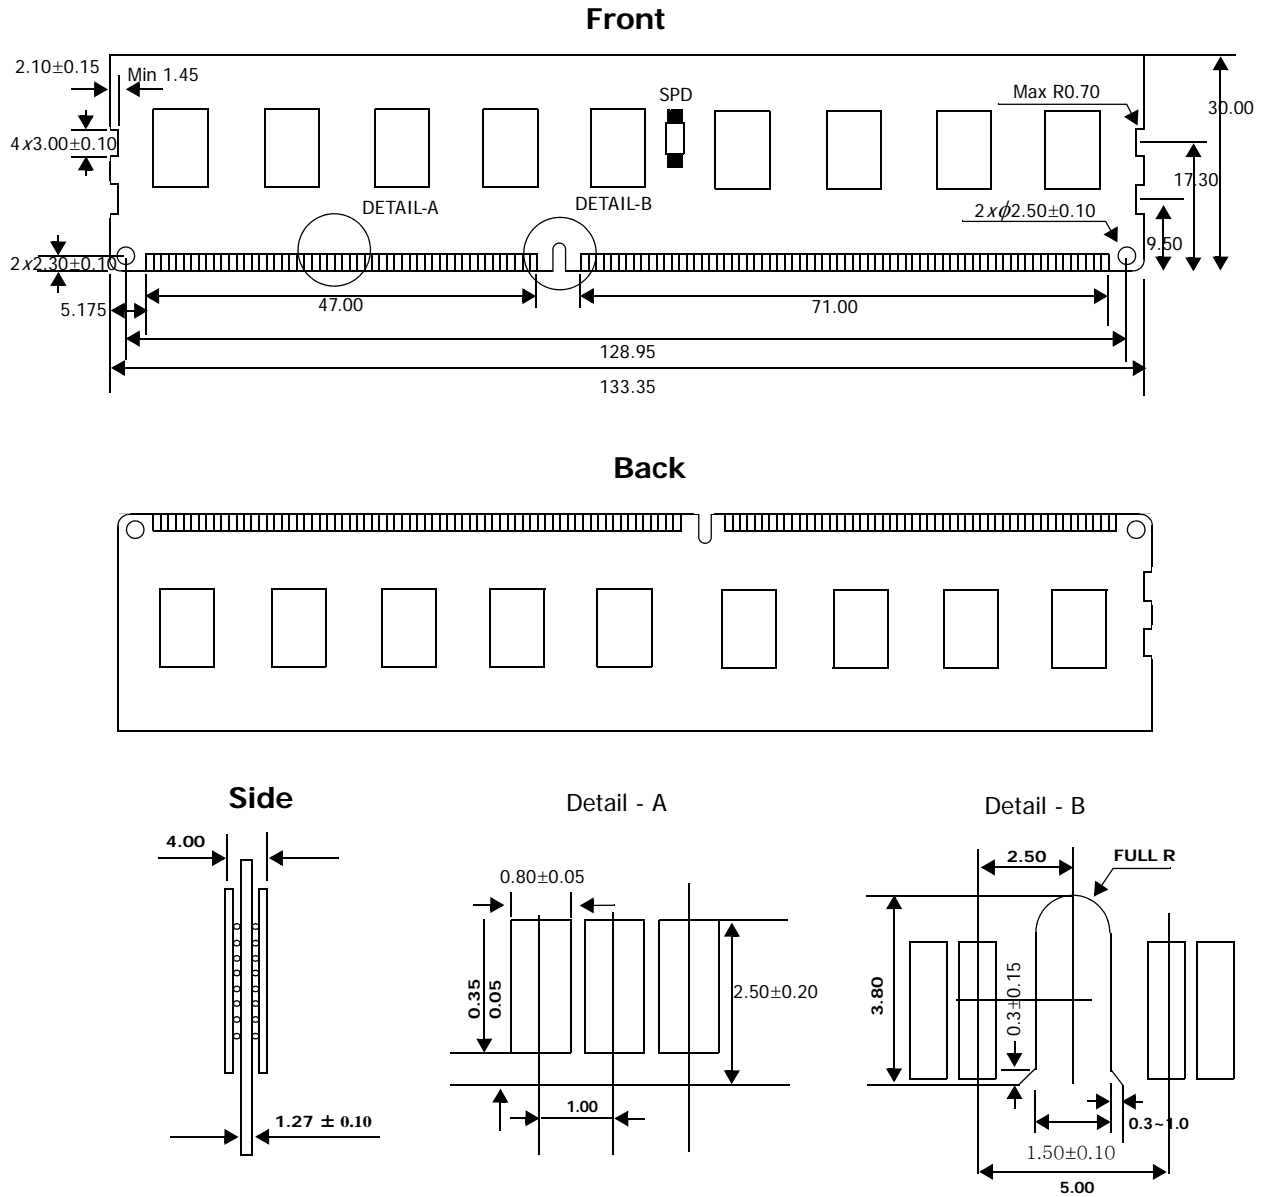 Front
2.10±0.15
Min 1.45
SPD
Max R0.70
30.00
4x3.00±0.10
17.30
DETAIL-A
DETAIL-B
2xϕ2.50±0.10
9.50
2x2.30±0.10
5.175
47.00
71.00
128.95
133.35
Back
Side
Detail - A
Detail - B
4.00
0.80±0.05
2.50
FULL R
0.35
0.05
2.50±0.20
3.80
0.3±0.15
1.00
1.27 ± 0.10
0.3~1.0
1.50±0.10
5.00